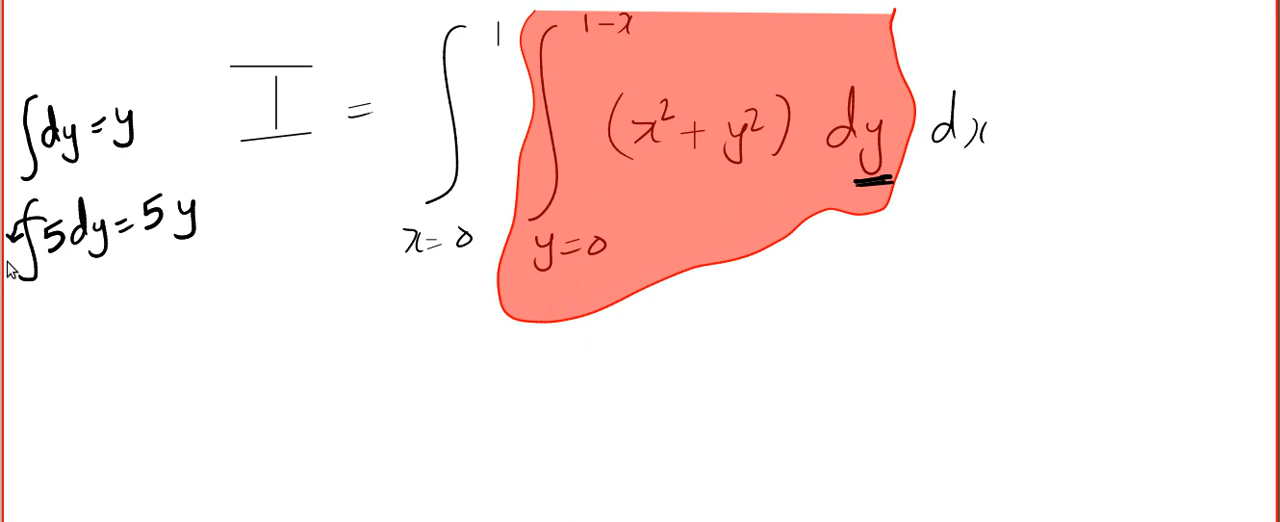 I = ∫_{x=0}^{1} ∫_{y=0}^{1-x} (x² + y²) dy dx
∫dy = y
∫5dy = 5y